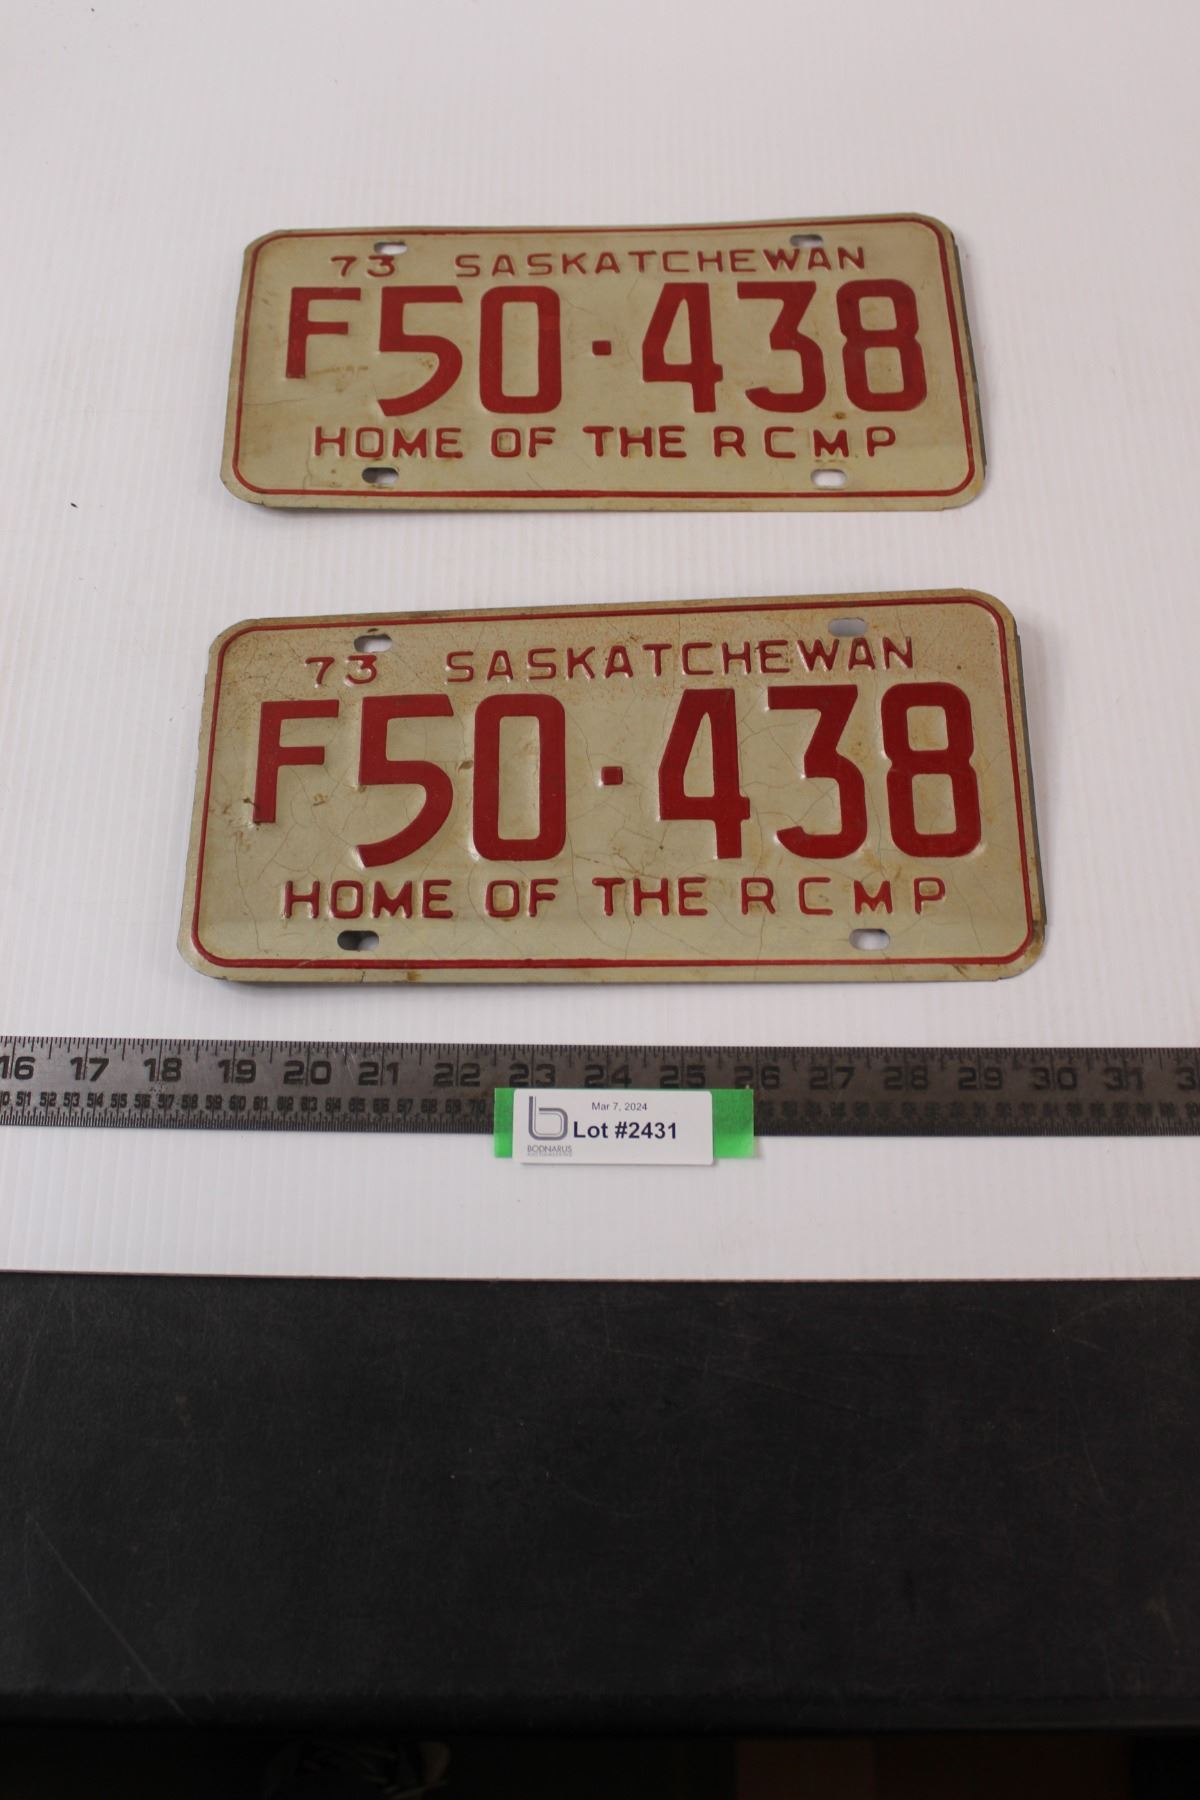 73 SASKATCHEWAN
F50·438
HOME OF THE RCMP
73 SASKATCHEWAN
F50·438
HOME OF THE RCMP
16 17 18 19 20 21 22 23 24 25 26 27 28 29 30 31
Mar 7, 2024
Lot #2431
BODNARUS